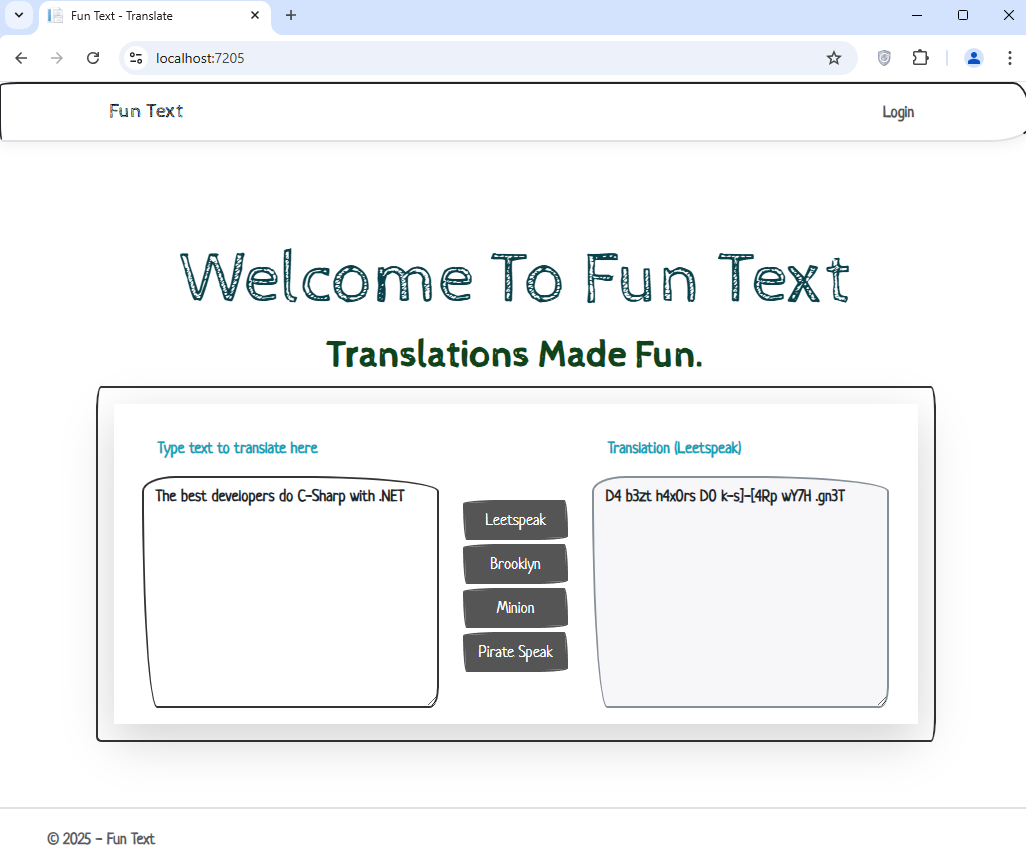 Fun Text - Translate
localhost:7205
Fun Text
Login
Welcome To Fun Text
Translations Made Fun.
Type text to translate here
Translation (Leetspeak)
The best developers do C-Sharp with .NET
D4 b3zt h4x0rs D0 k-s]-[4Rp wY7H .gn3T
Leetspeak
Brooklyn
Minion
Pirate Speak
© 2025 - Fun Text